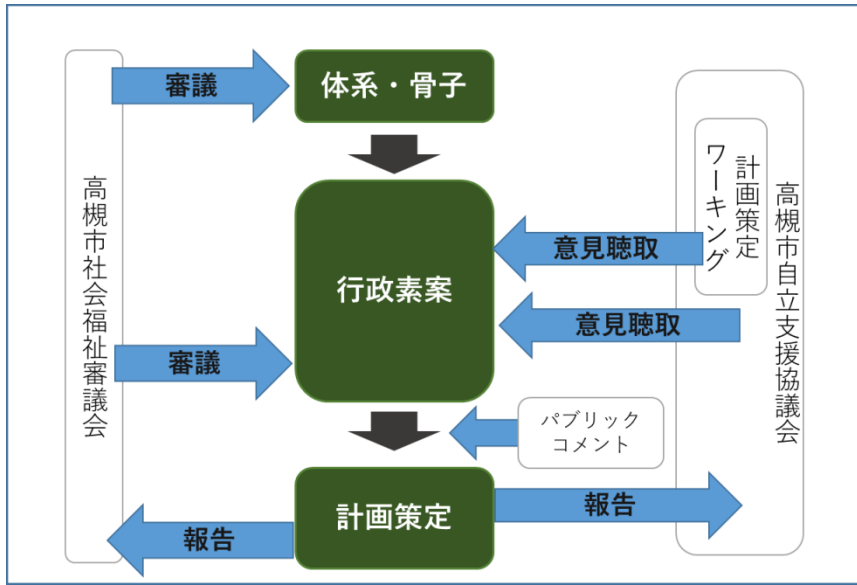 審議
体系・骨子
高槻市社会福祉審議会
計画策定
ワーキング
高槻市自立支援協議会
意見聴取
行政素案
意見聴取
審議
パブリック
コメント
計画策定
報告
報告